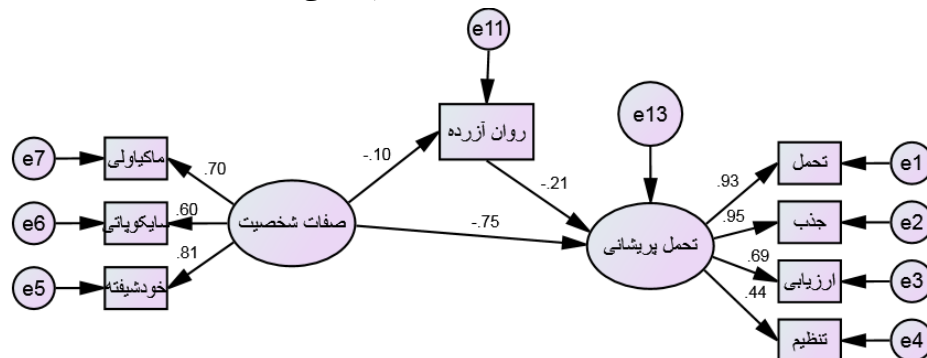 e11
e13
روان آزرده
e7
ماکیاولی
.70
-.10
تحمل
e1
.93
-.21
e6
سایکوپاتی
.60
صفات شخصیت
-.75
تحمل پریشانی
.95
جذب
e2
.81
.69
e5
خودشیفته
ارزیابی
e3
.44
تنظیم
e4